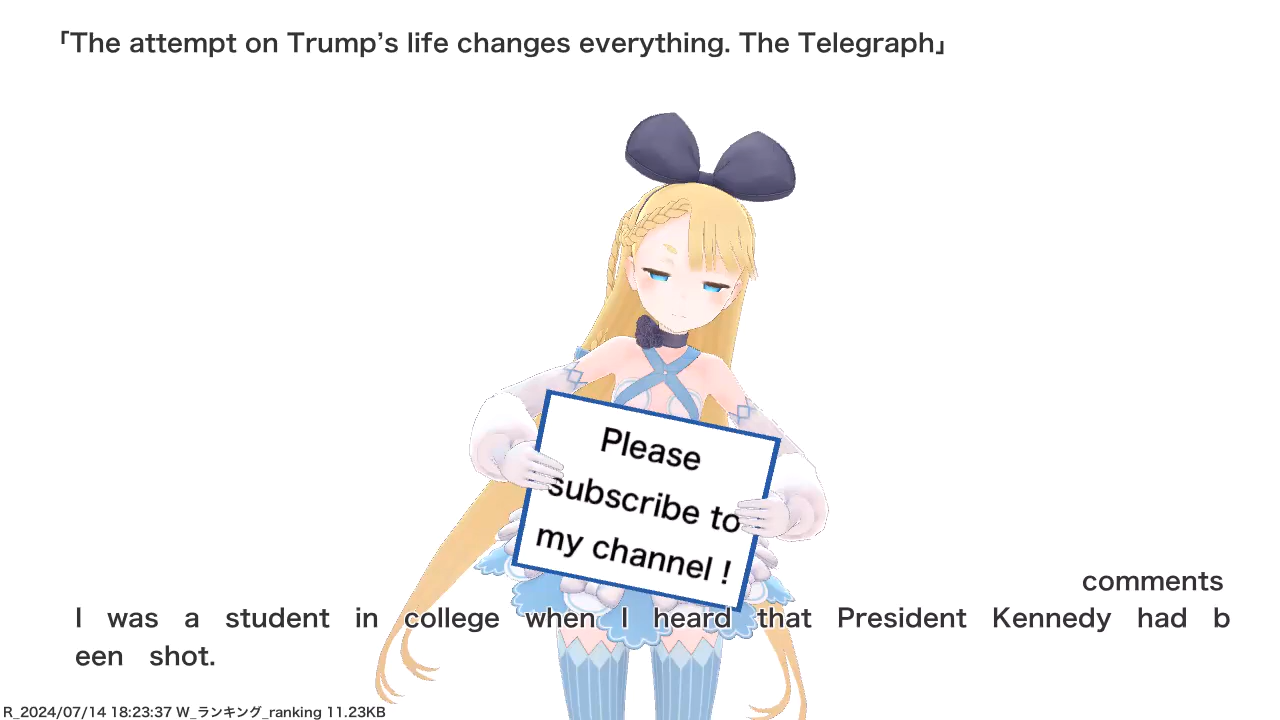 「The attempt on Trump’s life changes everything. The Telegraph」
Please
subscribe to
my channel !
comments
I was a student in college when I heard that President Kennedy had b
een shot.
R_2024/07/14 18:23:37 W_ランキング_ranking 11.23KB